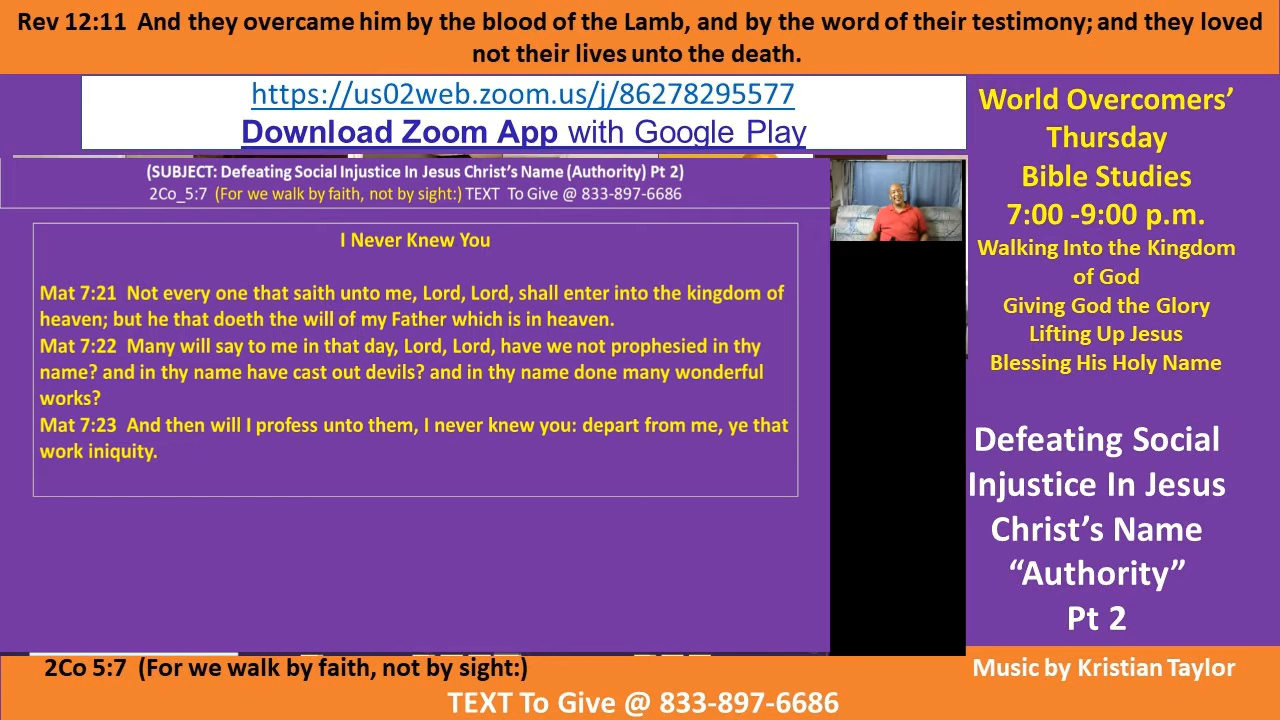 Rev 12:11  And they overcame him by the blood of the Lamb, and by the word of their testimony; and they loved
not their lives unto the death.
https://us02web.zoom.us/j/86278295577
Download Zoom App with Google Play
(SUBJECT: Defeating Social Injustice In Jesus Christ's Name (Authority) Pt 2)
2Co_5:7  (For we walk by faith, not by sight:) TEXT  To Give @ 833-897-6686
I Never Knew You
Mat 7:21  Not every one that saith unto me, Lord, Lord, shall enter into the kingdom of
heaven; but he that doeth the will of my Father which is in heaven.
Mat 7:22  Many will say to me in that day, Lord, Lord, have we not prophesied in thy
name? and in thy name have cast out devils? and in thy name done many wonderful
works?
Mat 7:23  And then will I profess unto them, I never knew you: depart from me, ye that
work iniquity.
World Overcomers'
Thursday
Bible Studies
7:00 -9:00 p.m.
Walking Into the Kingdom
of God
Giving God the Glory
Lifting Up Jesus
Blessing His Holy Name
Defeating Social
Injustice In Jesus
Christ's Name
“Authority”
Pt 2
2Co 5:7  (For we walk by faith, not by sight:)
Music by Kristian Taylor
TEXT To Give @ 833-897-6686